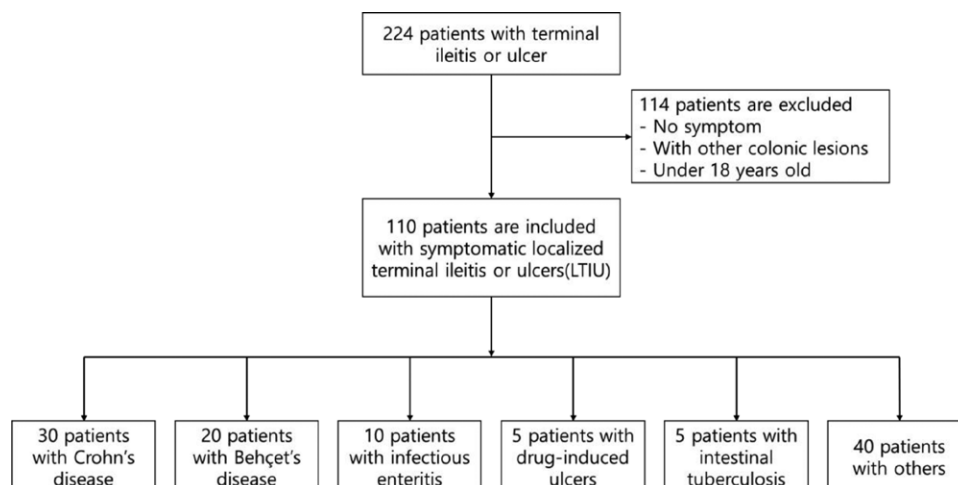 224 patients with terminal
ileitis or ulcer
114 patients are excluded
- No symptom
- With other colonic lesions
- Under 18 years old
110 patients are included
with symptomatic localized
terminal ileitis or ulcers(LTIU)
30 patients
with Crohn's
disease
20 patients
with Behçet's
disease
10 patients
with infectious
enteritis
5 patients with
drug-induced
ulcers
5 patients with
intestinal
tuberculosis
40 patients
with others